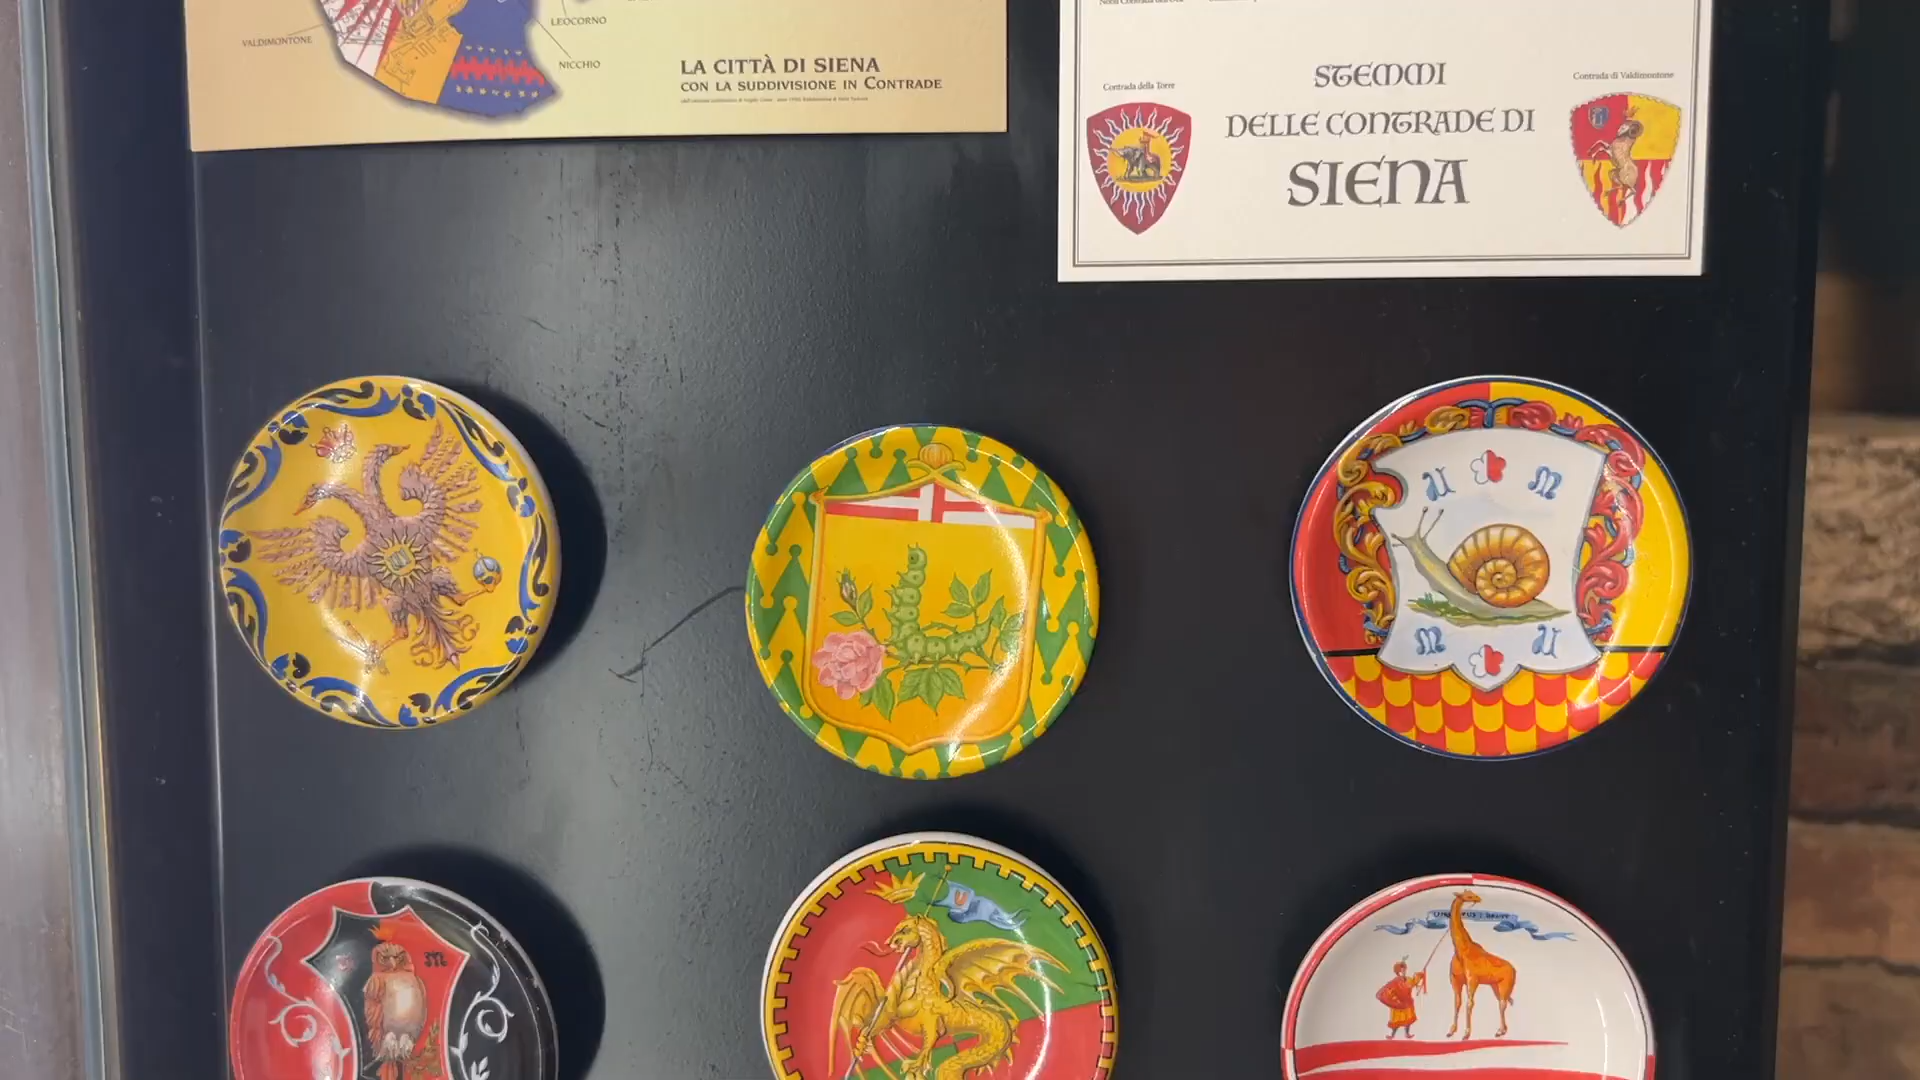 LEOCORNO
VALDIMONTONE
NICCHIO
LA CITTÀ DI SIENA
CON LA SUDDIVISIONE IN CONTRADE
STEMMI
DELLE CONTRADE DI
SIENA
Contrada della Torre
Contrada di Valdimontone
U M
M U
M
U